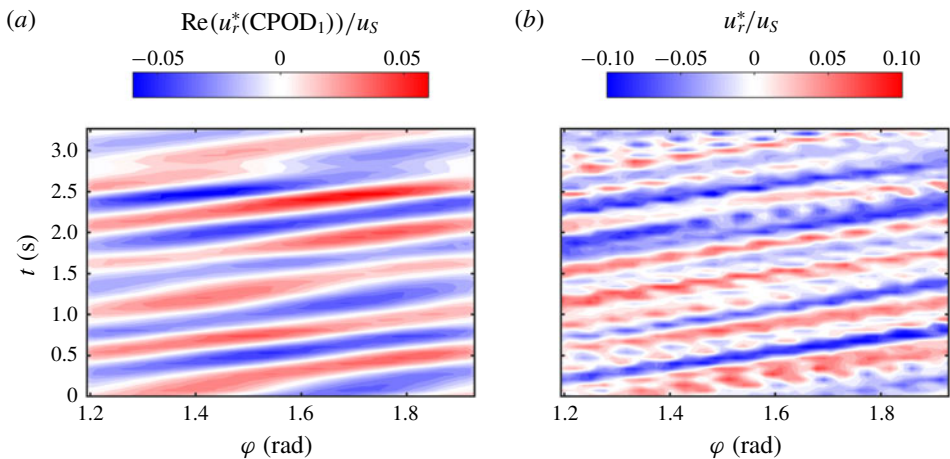 (a) Re(u_r^*(CPOD_1))/u_S
−0.05 0 0.05
3.0
2.5
2.0
t (s)
1.5
1.0
0.5
0
1.2 1.4 1.6 1.8
φ (rad)
(b) u_r^*/u_S
−0.10 −0.05 0 0.05 0.10
1.2 1.4 1.6 1.8
φ (rad)